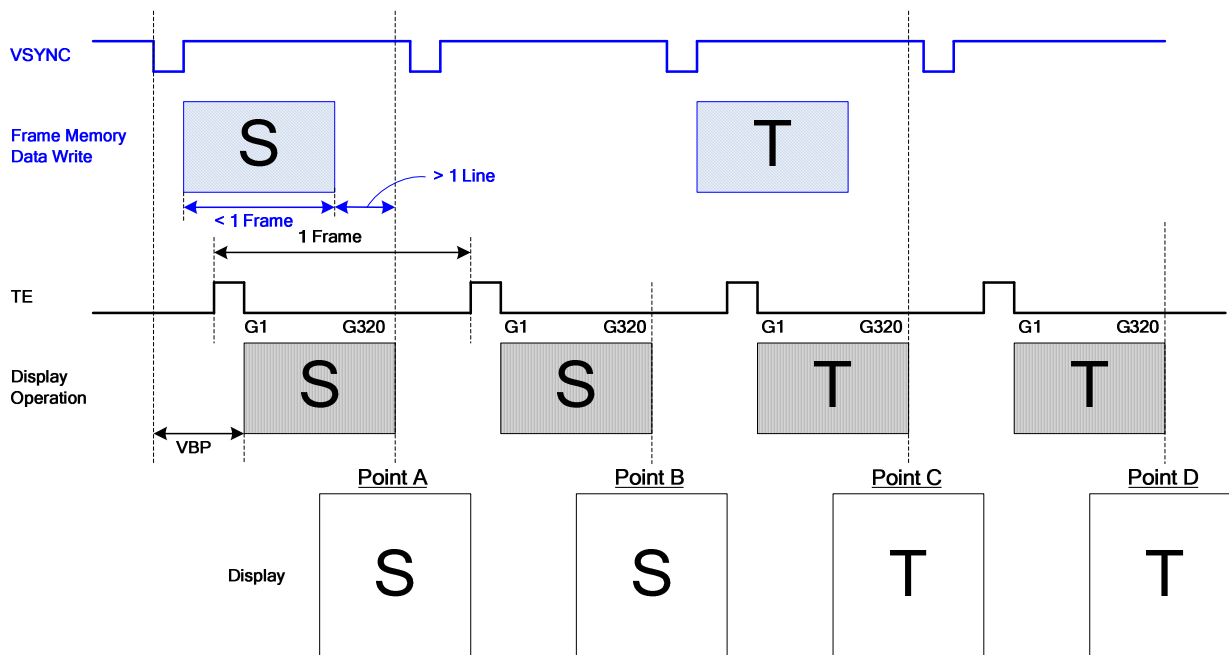 VSYNC
Frame Memory
Data Write
S
T
> 1 Line
< 1 Frame
1 Frame
TE
G1
G320
G1
G320
G1
G320
G1
G320
Display
Operation
S
S
T
T
VBP
Point A
Point B
Point C
Point D
Display
S
S
T
T